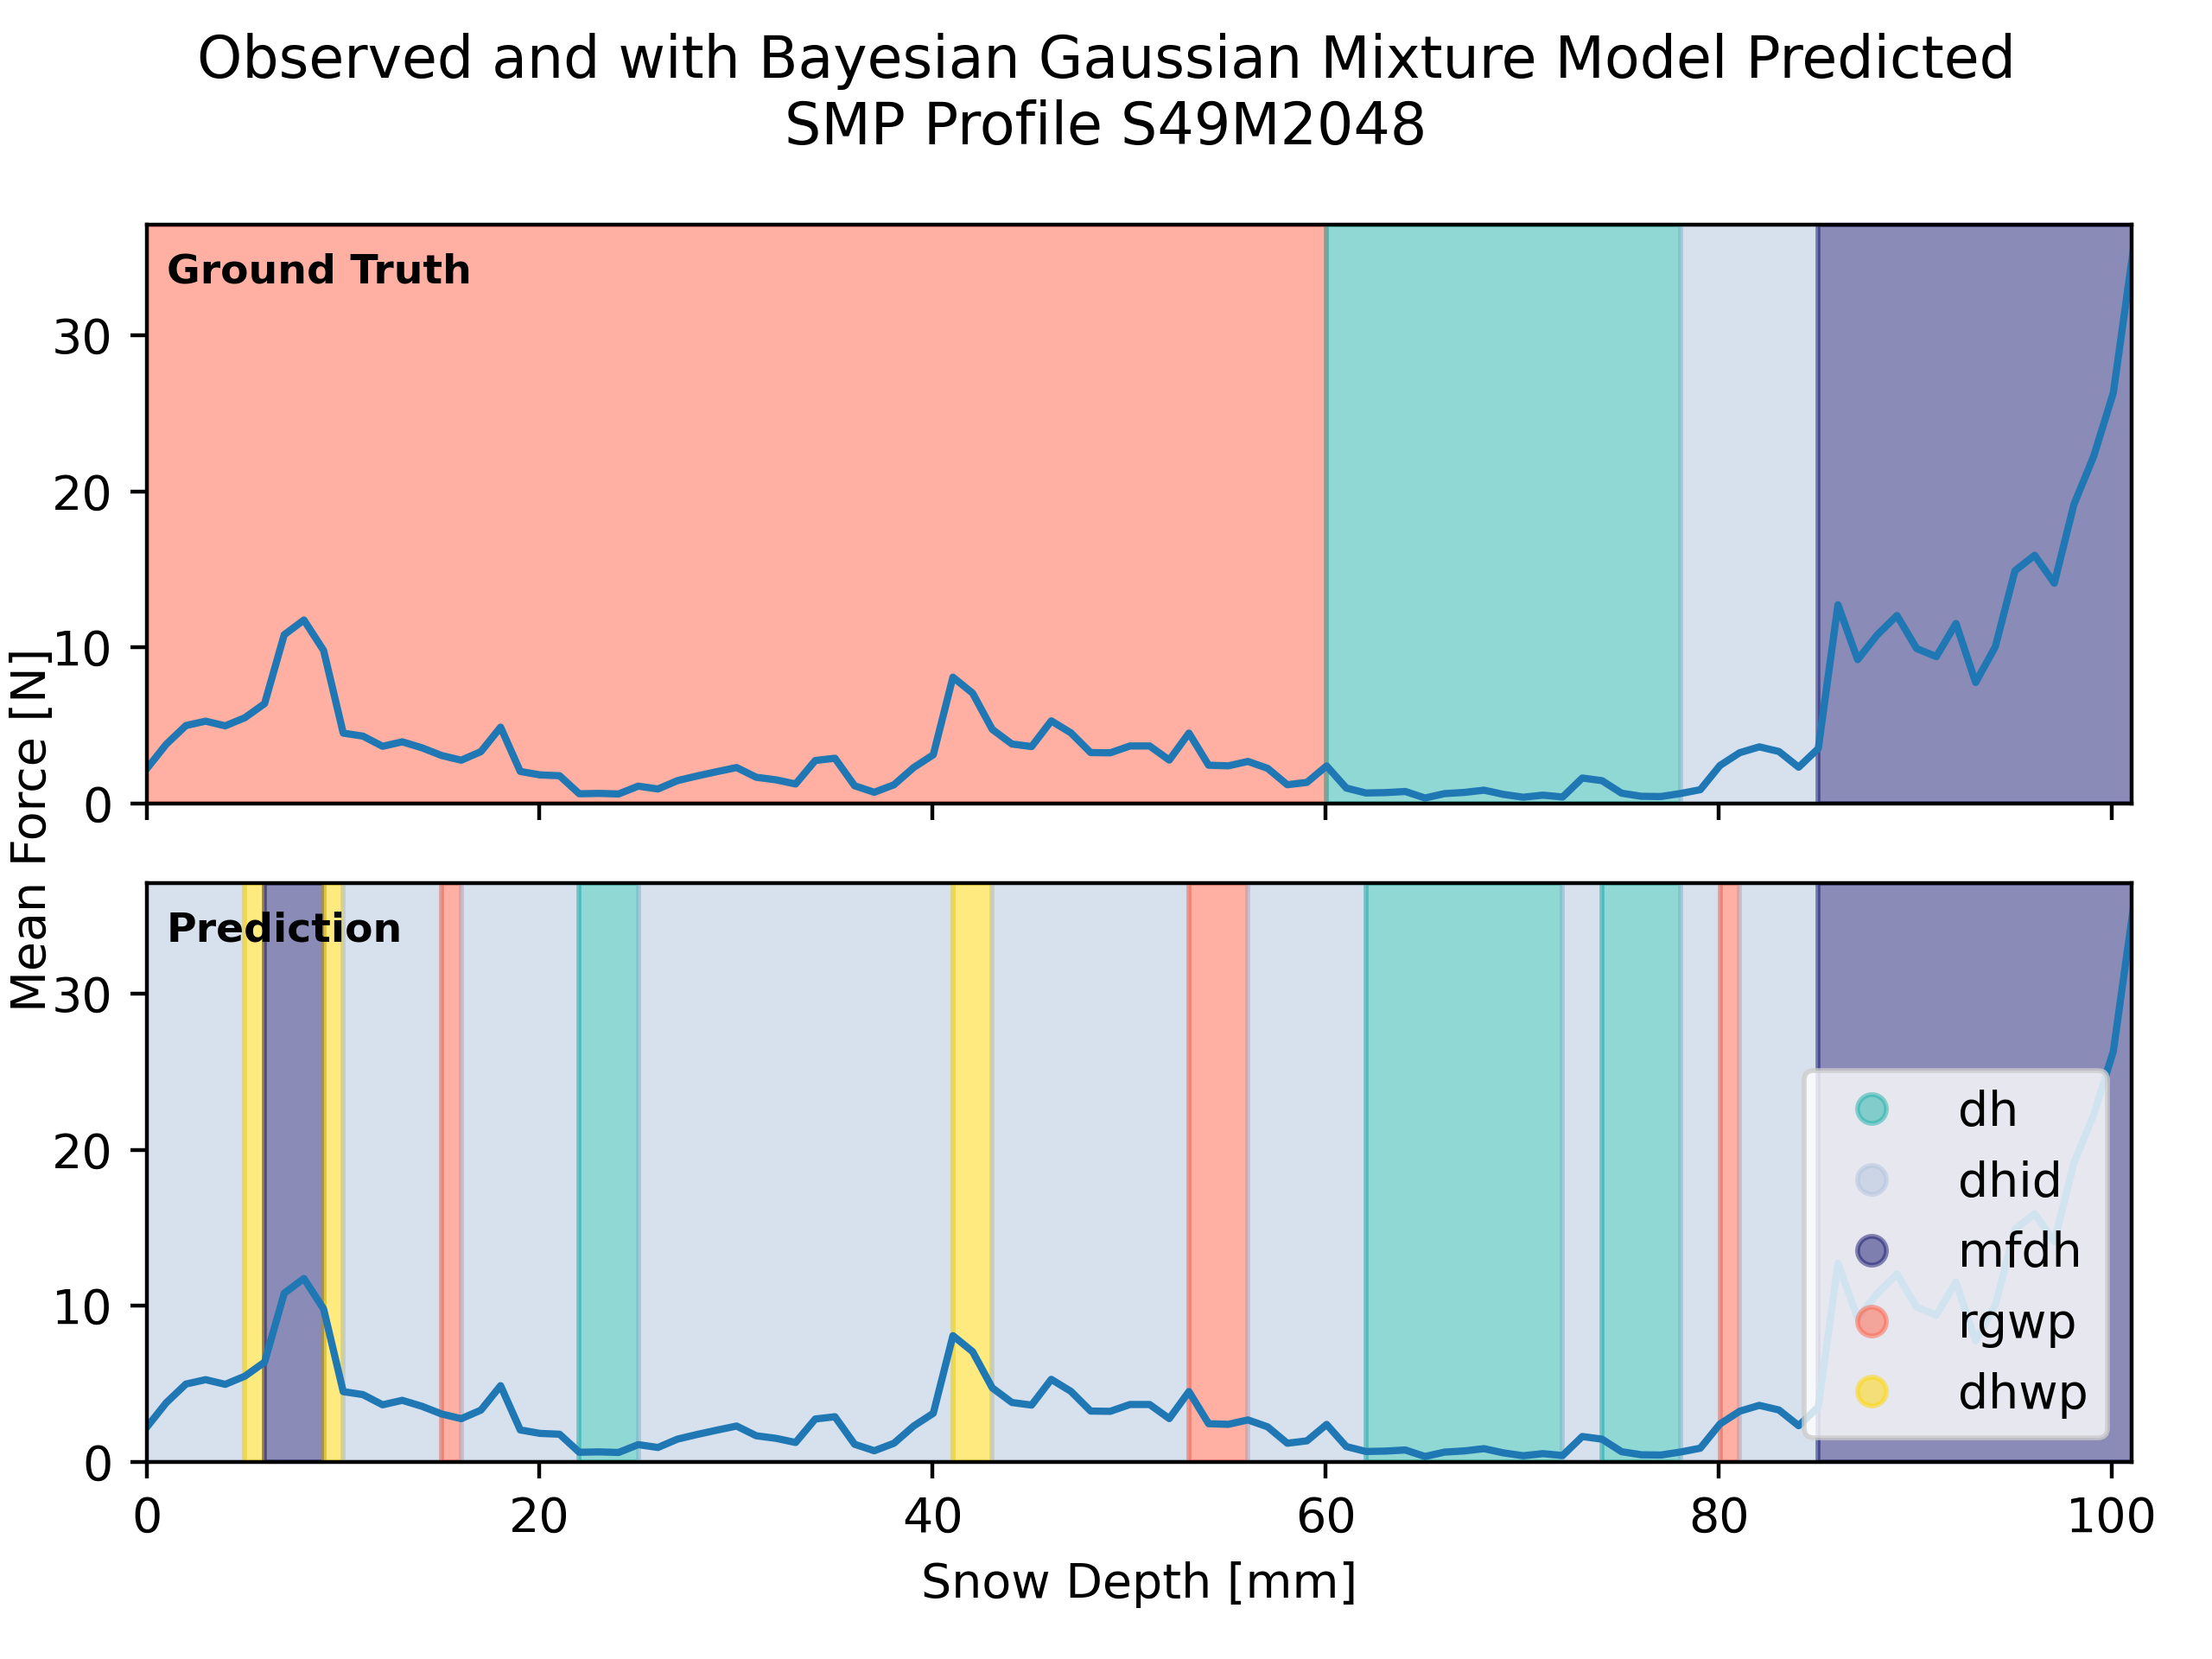 Observed and with Bayesian Gaussian Mixture Model Predicted
SMP Profile S49M2048
Ground Truth
30
20
10
0
Mean Force [N]
Prediction
30
20
10
0
dh
dhid
mfdh
rgwp
dhwp
0 20 40 60 80 100
Snow Depth [mm]